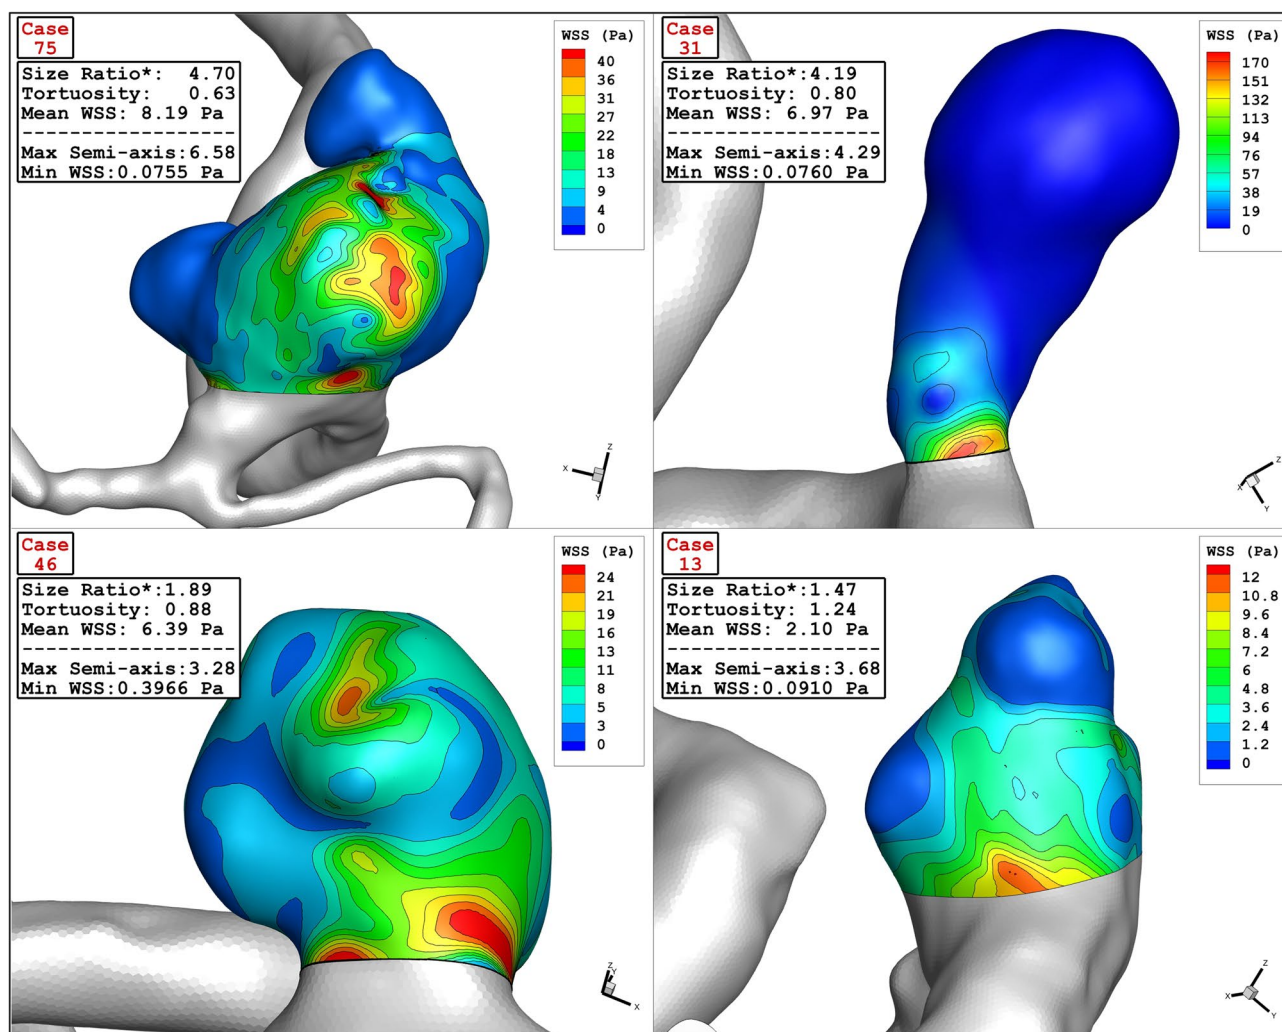 Case
75
Size Ratio*: 4.70
Tortuosity: 0.63
Mean WSS: 8.19 Pa
------------------
Max Semi-axis:6.58
Min WSS:0.0755 Pa
WSS (Pa)
40
36
31
27
22
18
13
9
4
0
X
Z
Y
Case
31
Size Ratio*:4.19
Tortuosity: 0.80
Mean WSS: 6.97 Pa
------------------
Max Semi-axis:4.29
Min WSS:0.0760 Pa
WSS (Pa)
170
151
132
113
94
76
57
38
19
0
Z
X
Y
Case
46
Size Ratio*:1.89
Tortuosity: 0.88
Mean WSS: 6.39 Pa
------------------
Max Semi-axis:3.28
Min WSS:0.3966 Pa
WSS (Pa)
24
21
19
16
13
11
8
5
3
0
Z
Y
X
Case
13
Size Ratio*:1.47
Tortuosity: 1.24
Mean WSS: 2.10 Pa
------------------
Max Semi-axis:3.68
Min WSS:0.0910 Pa
WSS (Pa)
12
10.8
9.6
8.4
7.2
6
4.8
3.6
2.4
1.2
0
Z
X
Y